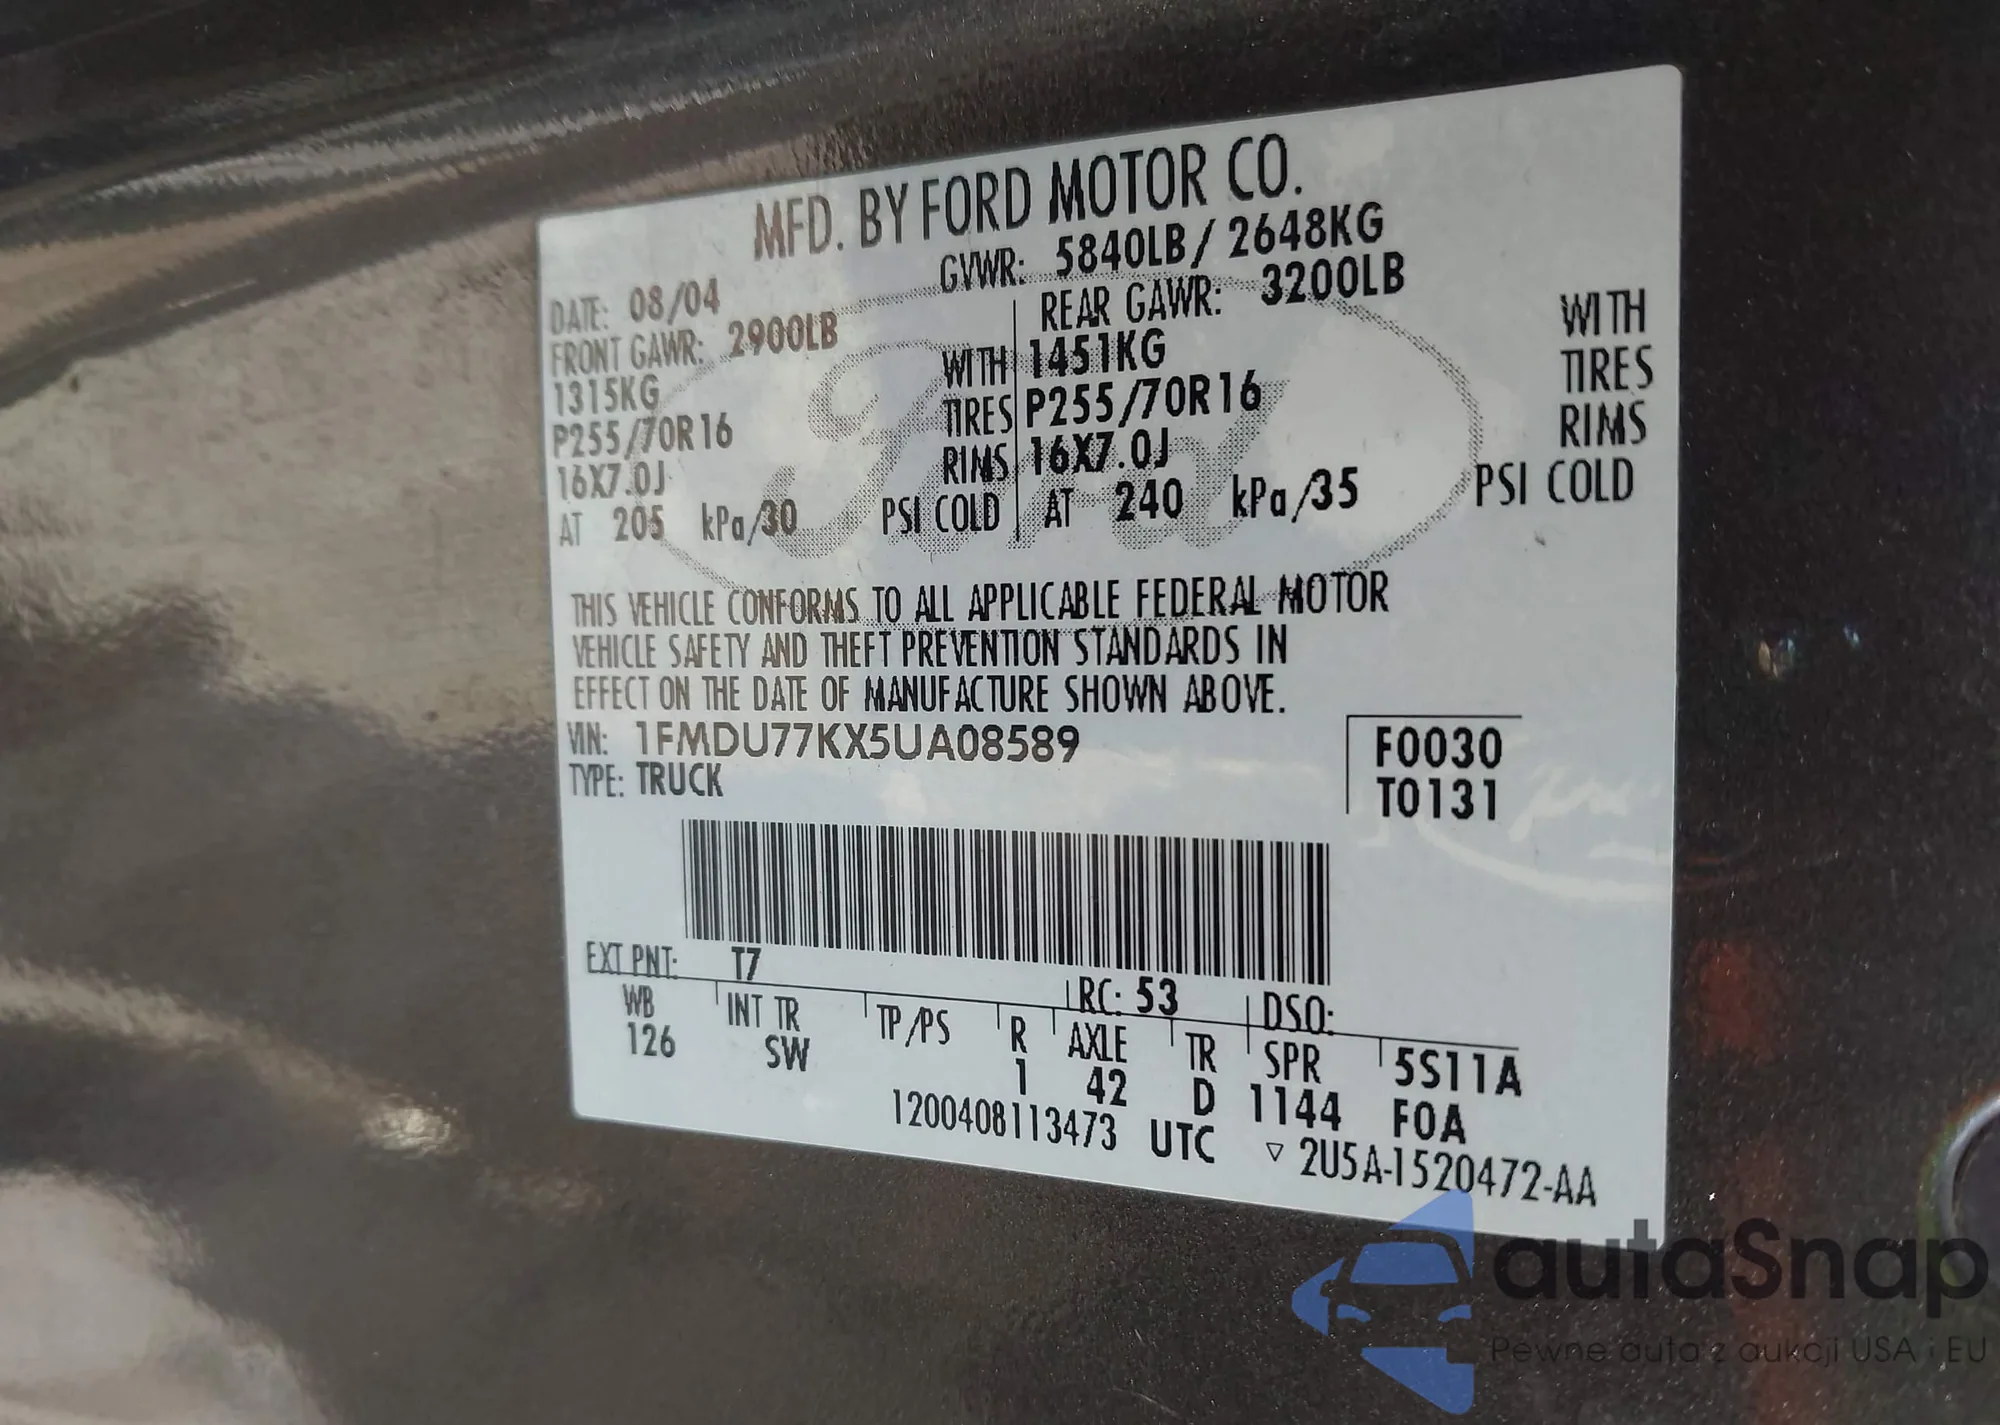 MFD. BY FORD MOTOR CO.
DATE: 08/04 GVWR: 5840LB / 2648KG
FRONT GAWR: 2900LB REAR GAWR: 3200LB
1315KG WITH 1451KG WITH
P255/70R16 TIRES P255/70R16 TIRES
16X7.0J RIMS 16X7.0J RIMS
AT 205 kPa/30 PSI COLD AT 240 kPa/35 PSI COLD
Ford
THIS VEHICLE CONFORMS TO ALL APPLICABLE FEDERAL MOTOR
VEHICLE SAFETY AND THEFT PREVENTION STANDARDS IN
EFFECT ON THE DATE OF MANUFACTURE SHOWN ABOVE.
VIN: 1FMDU77KX5UA08589 F0030
TYPE: TRUCK T0131
EXT PNT: T7 RC: 53 DSO:
WB INT TR TP/PS R AXLE TR SPR 5S11A
126 SW 1 42 D 1144 F0A
1200408113473 UTC ▽ 2U5A-1520472-AA
autaSnap
Pewne auta z aukcji USA i EU